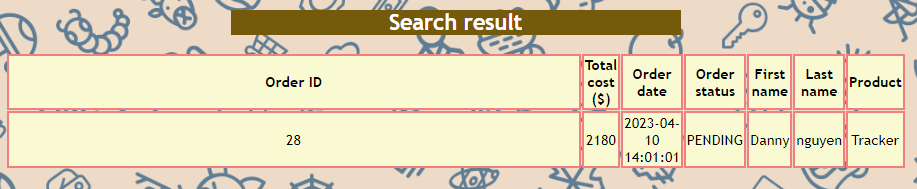 Search result
Order ID Total cost ($) Order date Order status First name Last name Product
28 2180 2023-04-10 14:01:01 PENDING Danny nguyen Tracker